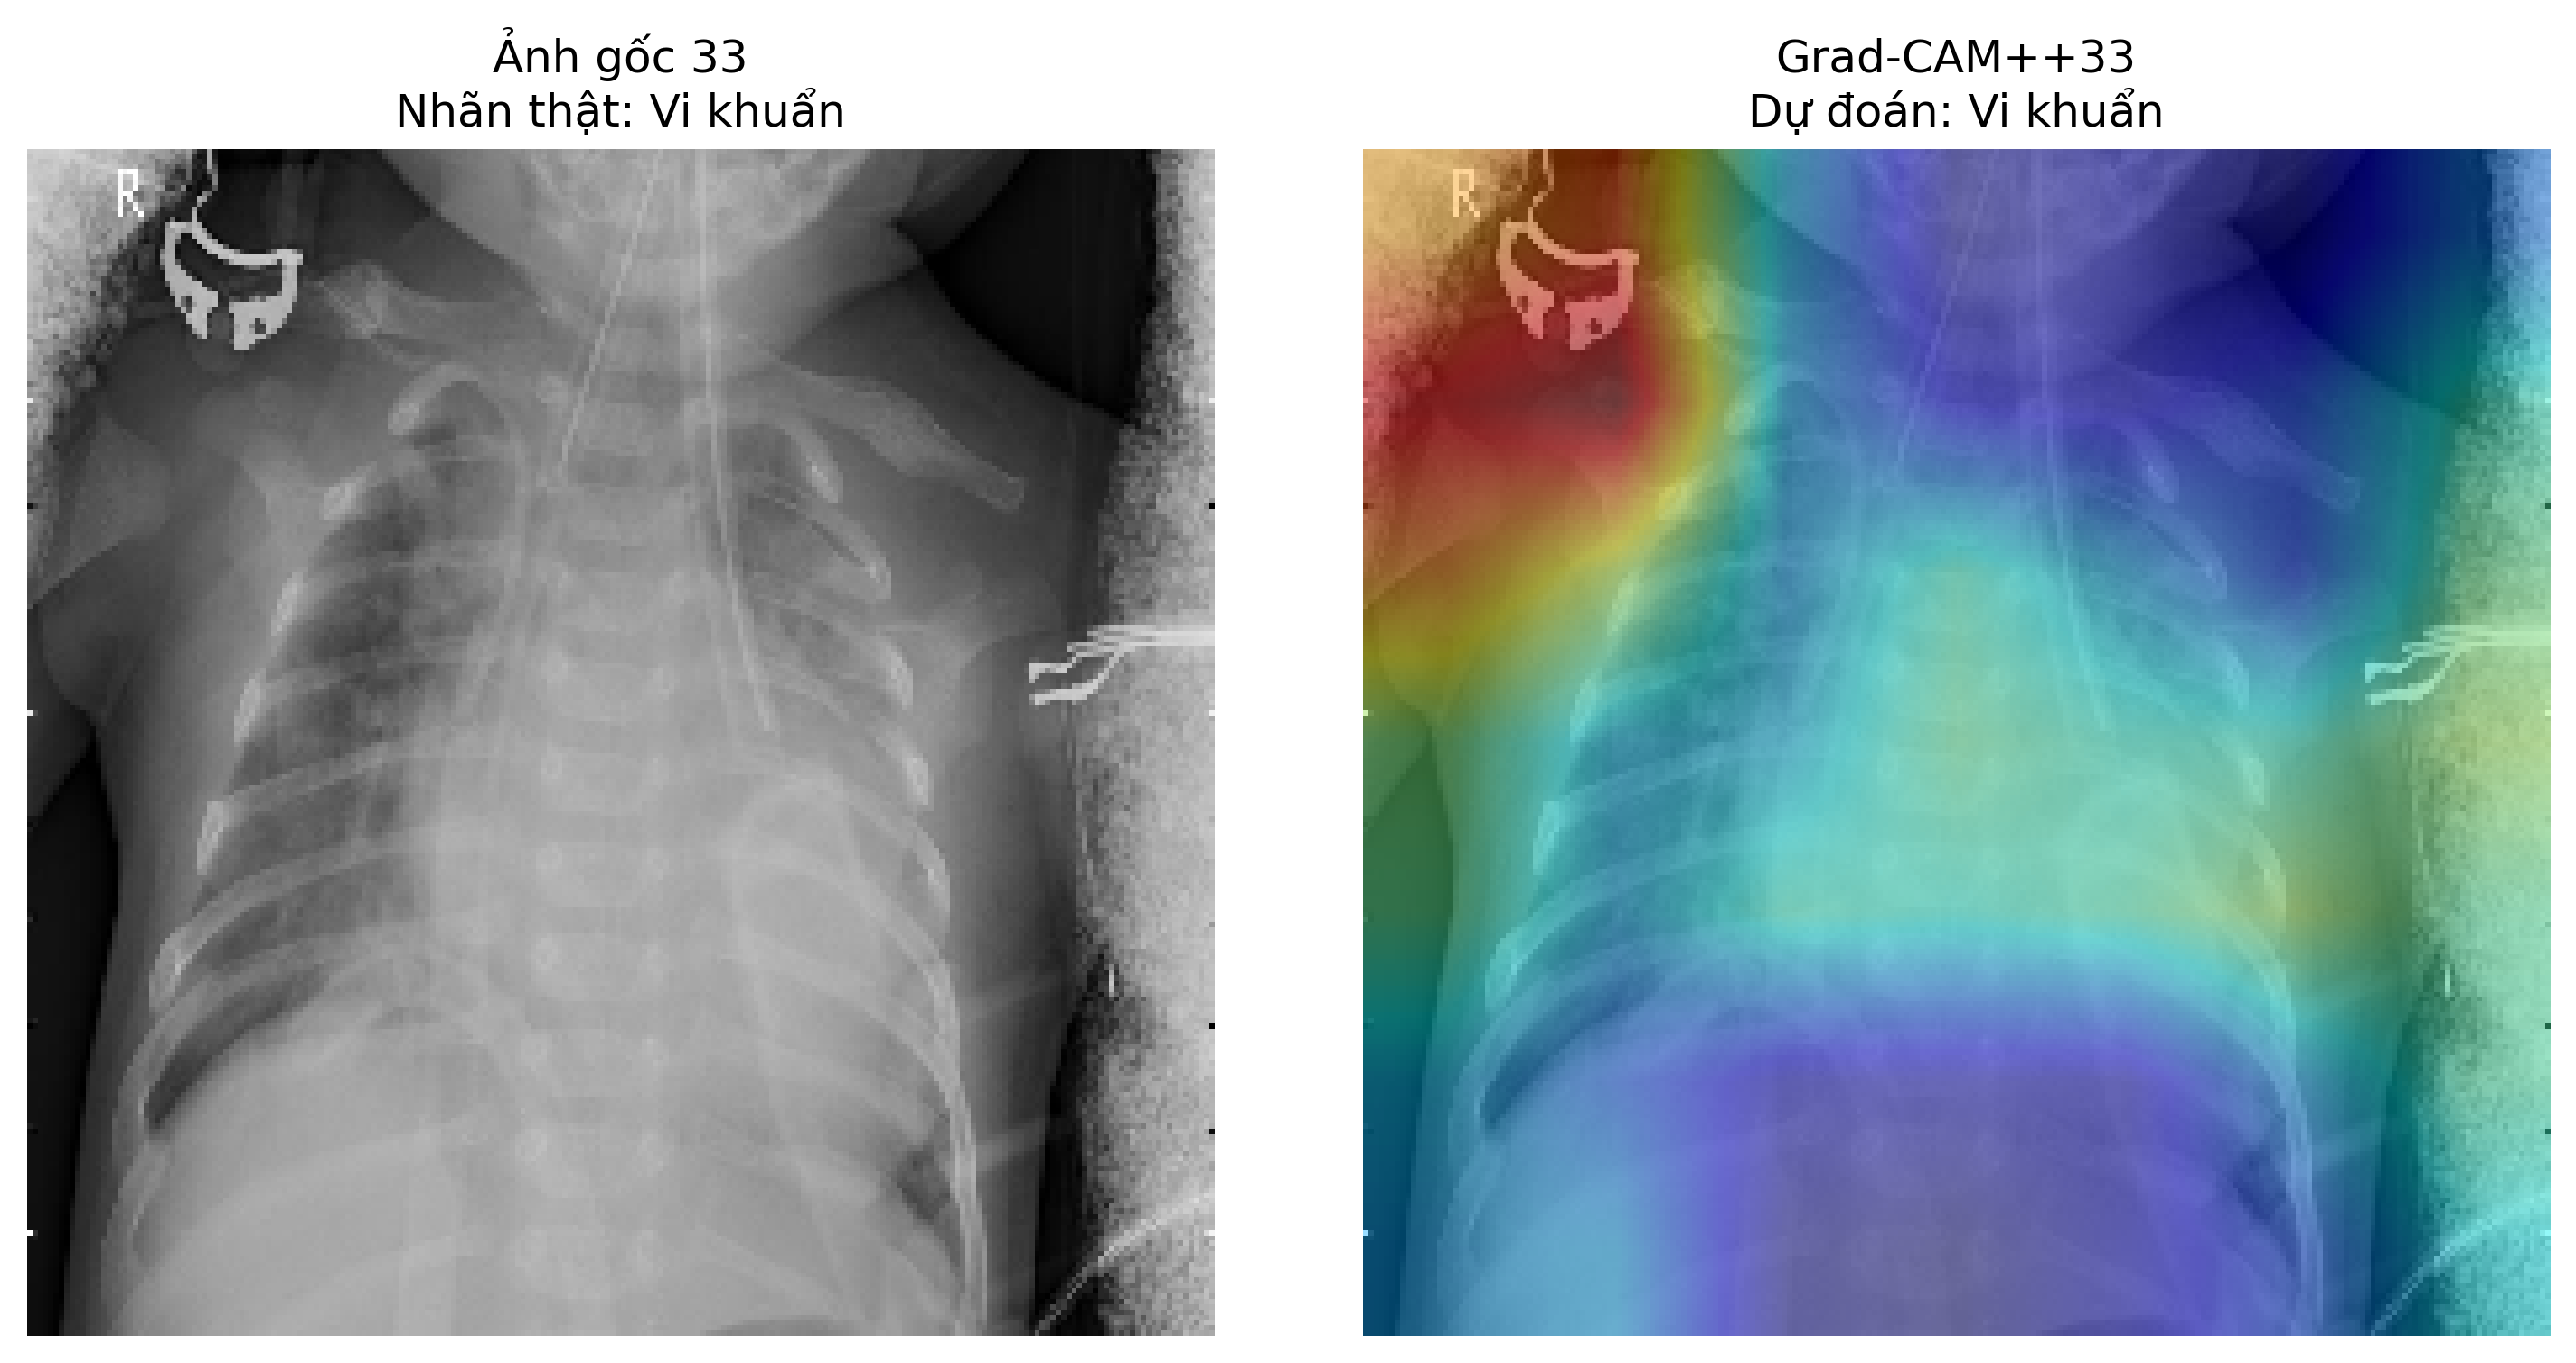 Ảnh gốc 33
Nhãn thật: Vi khuẩn
Grad-CAM++33
Dự đoán: Vi khuẩn
R
R